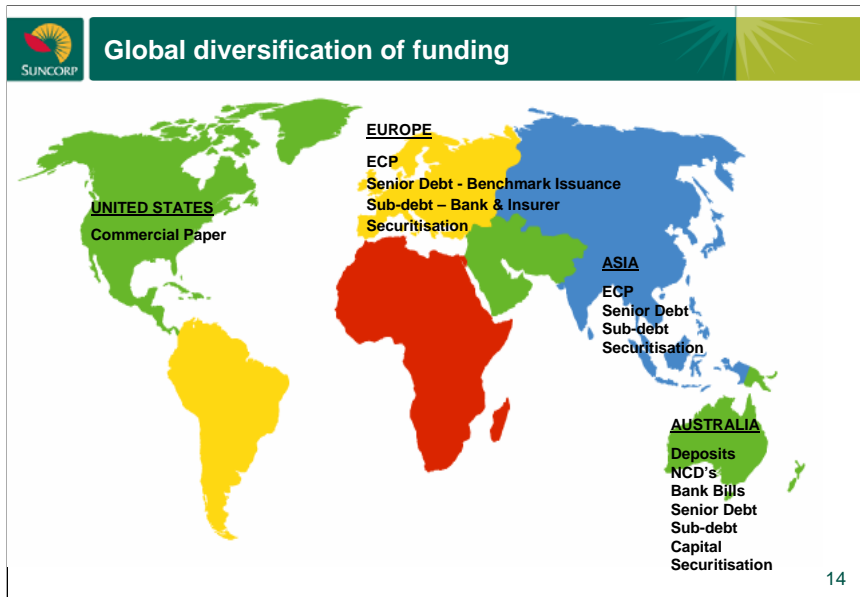 SUNCORP
Global diversification of funding
EUROPE
ECP
Senior Debt - Benchmark Issuance
Sub-debt – Bank & Insurer
Securitisation
UNITED STATES
Commercial Paper
ASIA
ECP
Senior Debt
Sub-debt
Securitisation
AUSTRALIA
Deposits
NCD's
Bank Bills
Senior Debt
Sub-debt
Capital
Securitisation
14